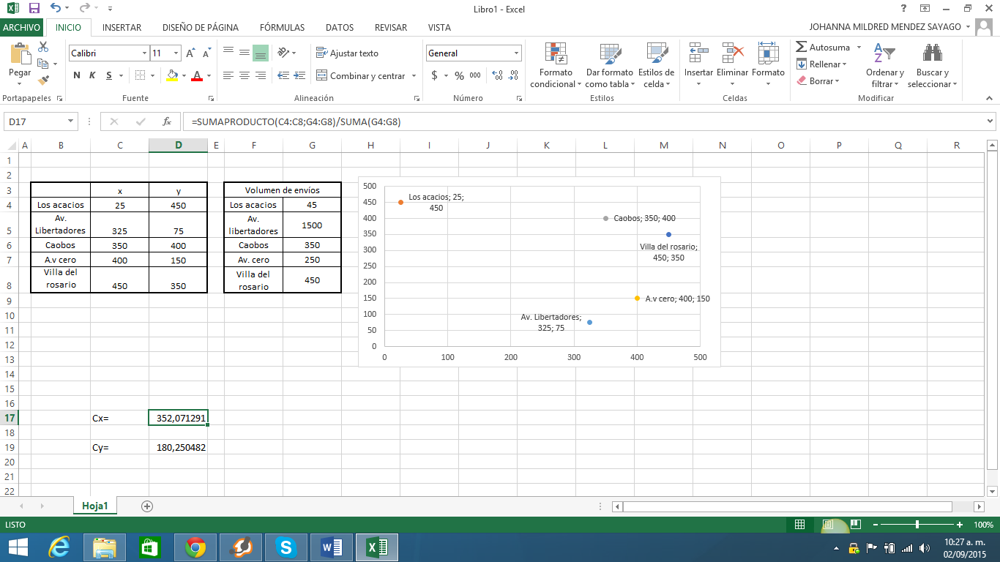 Libro1 - Excel
ARCHIVO INICIO INSERTAR DISEÑO DE PÁGINA FÓRMULAS DATOS REVISAR VISTA JOHANNA MILDRED MENDEZ SAYAGO
Pegar
Calibri 11
N K S
Ajustar texto
Combinar y centrar
General
$ % 000
Formato condicional
Dar formato como tabla
Estilos de celda
Insertar Eliminar Formato
Autosuma
Rellenar
Borrar
Ordenar y filtrar
Buscar y seleccionar
Portapapeles Fuente Alineación Número Estilos Celdas Modificar
D17 fx =SUMAPRODUCTO(C4:C8;G4:G8)/SUMA(G4:G8)
A B C D E F G H I J K L M N O P Q R
1
2
3 x y Volumen de envíos
4 Los acacios 25 450 Los acacios 45
5 Av. Libertadores 325 75 Av. libertadores 1500
6 Caobos 350 400 Caobos 350
7 A.v cero 400 150 Av. cero 250
8 Villa del rosario 450 350 Villa del rosario 450
9
10
11
12
13
14
15
16
17 Cx= 352,071291
18
19 Cy= 180,250482
20
21
22
500
450
400
350
300
250
200
150
100
50
0
0 100 200 300 400 500
Los acacios; 25;
450
Caobos; 350; 400
Villa del rosario;
450; 350
A.v cero; 400; 150
Av. Libertadores;
325; 75
Hoja1
LISTO 100%
10:27 a. m.
02/09/2015